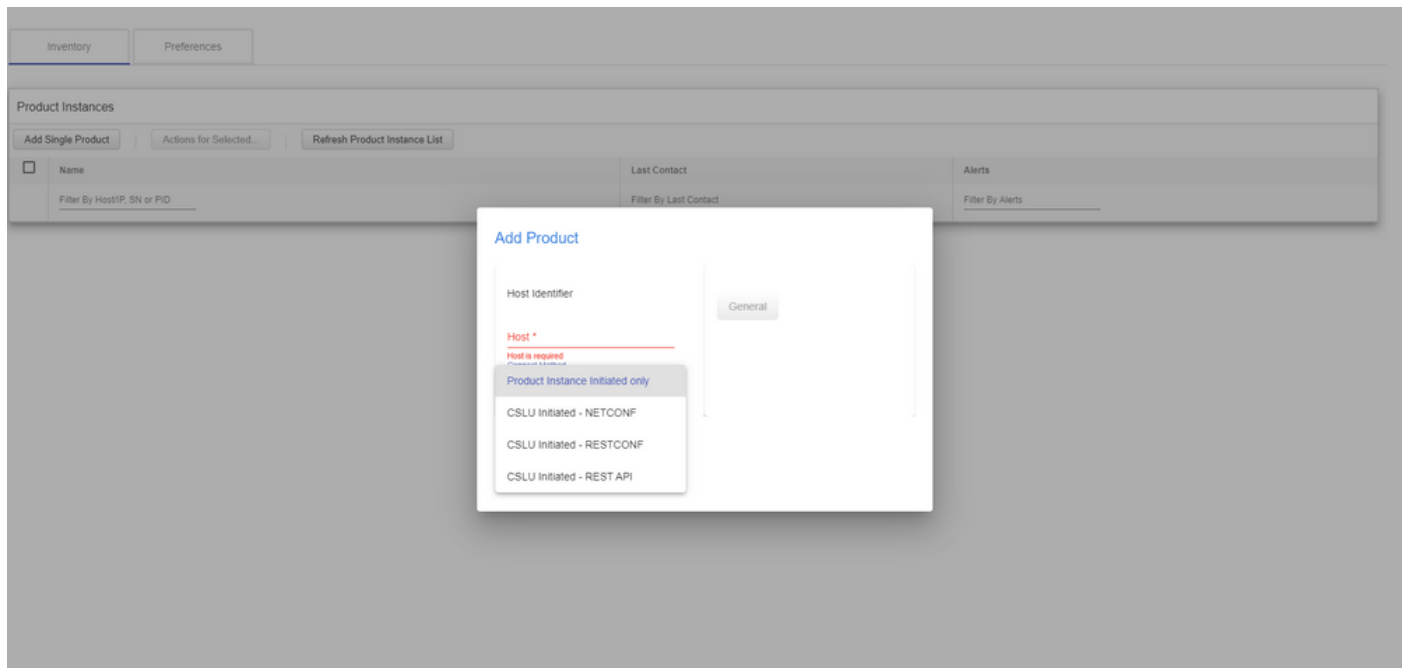 Inventory Preferences
Product Instances
Add Single Product Actions for Selected... Refresh Product Instance List
Name Last Contact Alerts
Filter By Host/IP, SN or PID Filter By Last Contact Filter By Alerts
Add Product
Host Identifier
General
Host *
Host is required
Connect Method
Product Instance Initiated only
CSLU Initiated - NETCONF
CSLU Initiated - RESTCONF
CSLU Initiated - REST API